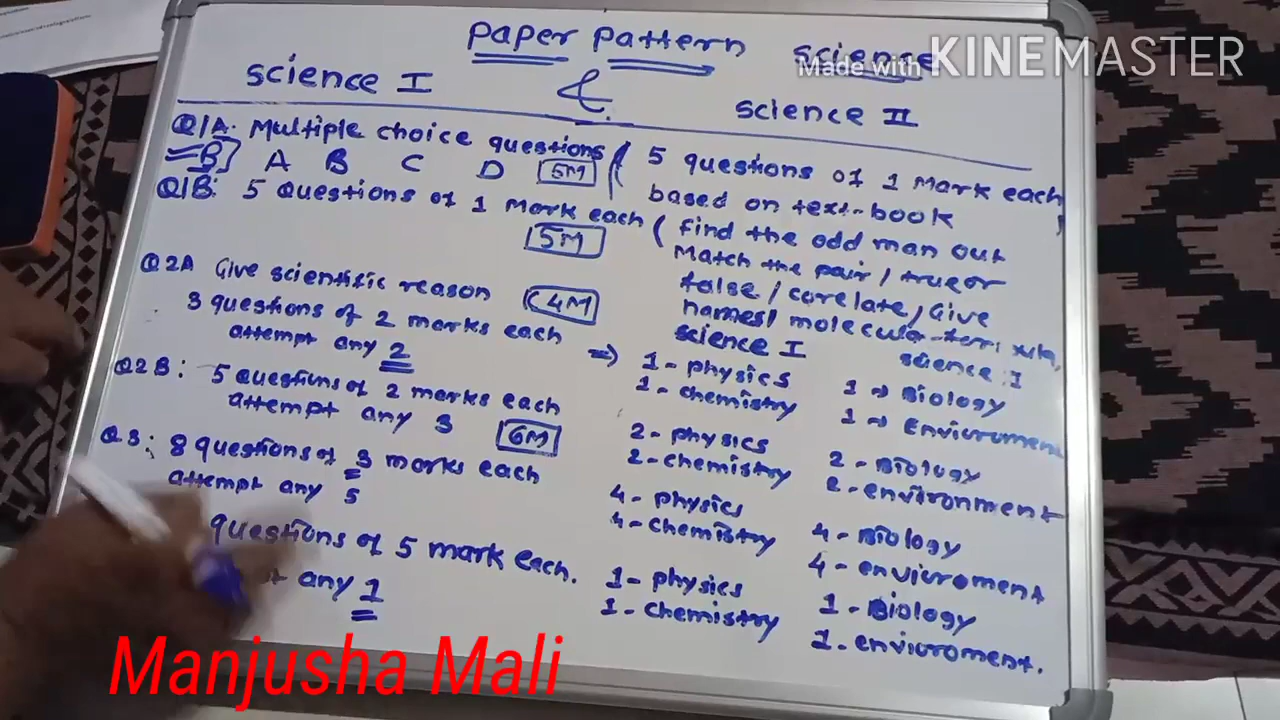 paper pattern science
Made with KINEMASTER
science I & science II
Q1A. Multiple choice questions ( 5 questions of 1 Mark each
B] A B C D 5M based on text-book )
Q1B: 5 Questions of 1 Mark each ( find the odd man out
5M Match the pair / true or
false / corelate, Give
names/ molecular
Q2A Give scientific reason (4M
3 questions of 2 marks each
attempt any 2
=> science I science I
1 - physics 1 -> Biology
1 - chemistry 1 -> Envicromen
Q2B: 5 Questions of 2 marks each
attempt any 3 6M
2 - physics 2 - Biology
2 - chemistry 2 - environment
Q3: 8 questions of 3 marks each
attempt any 5
4 - physics 4 - Biology
4 - chemistry 4 - envicroment
questions of 5 mark each.
any 1
1 - physics 1 - Biology
1 - chemistry 1. envicroment.
Manjusha Mali